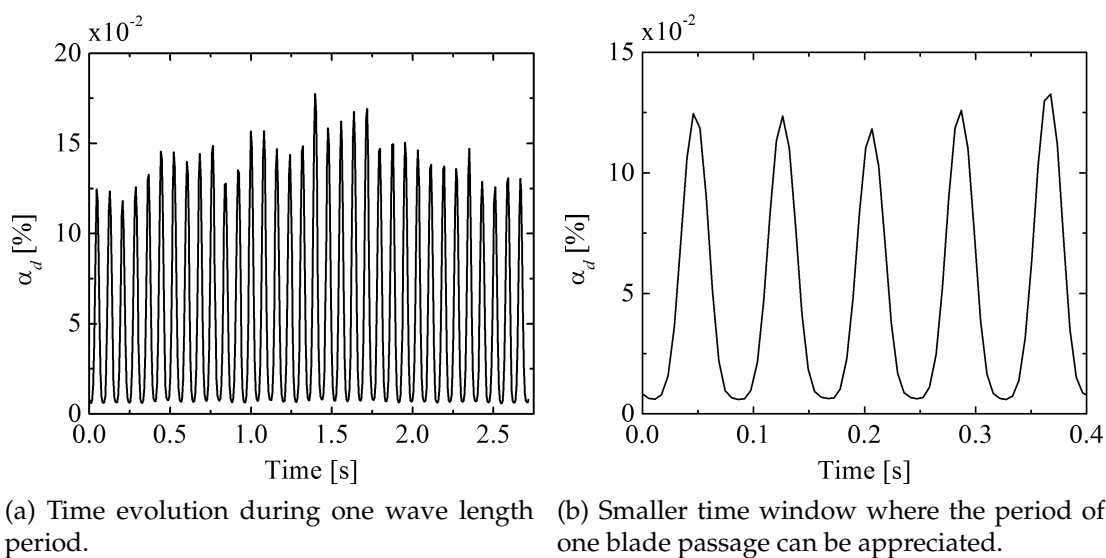 x10⁻²
20
15
10
5
0
α_d [%]
0.0 0.5 1.0 1.5 2.0 2.5
Time [s]
(a) Time evolution during one wave length
period.
x10⁻²
15
10
5
0
α_d [%]
0.0 0.1 0.2 0.3 0.4
Time [s]
(b) Smaller time window where the period of
one blade passage can be appreciated.